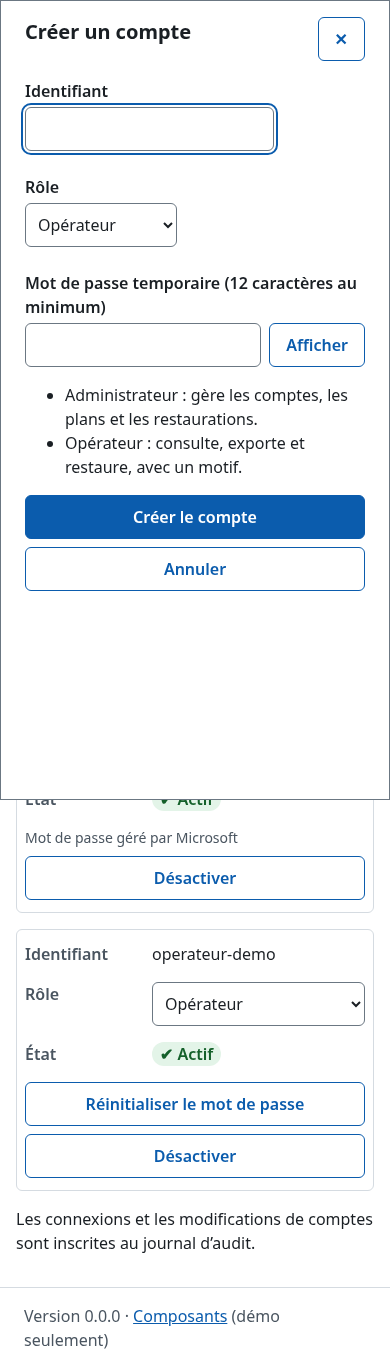 Créer un compte
×
Identifiant
Rôle
Opérateur
Mot de passe temporaire (12 caractères au
minimum)
Afficher
• Administrateur : gère les comptes, les
plans et les restaurations.
• Opérateur : consulte, exporte et
restaure, avec un motif.
Créer le compte
Annuler
État ✔ Actif
Mot de passe géré par Microsoft
Désactiver
Identifiant operateur-demo
Rôle Opérateur
État ✔ Actif
Réinitialiser le mot de passe
Désactiver
Les connexions et les modifications de comptes
sont inscrites au journal d’audit.
Version 0.0.0 · Composants (démo
seulement)